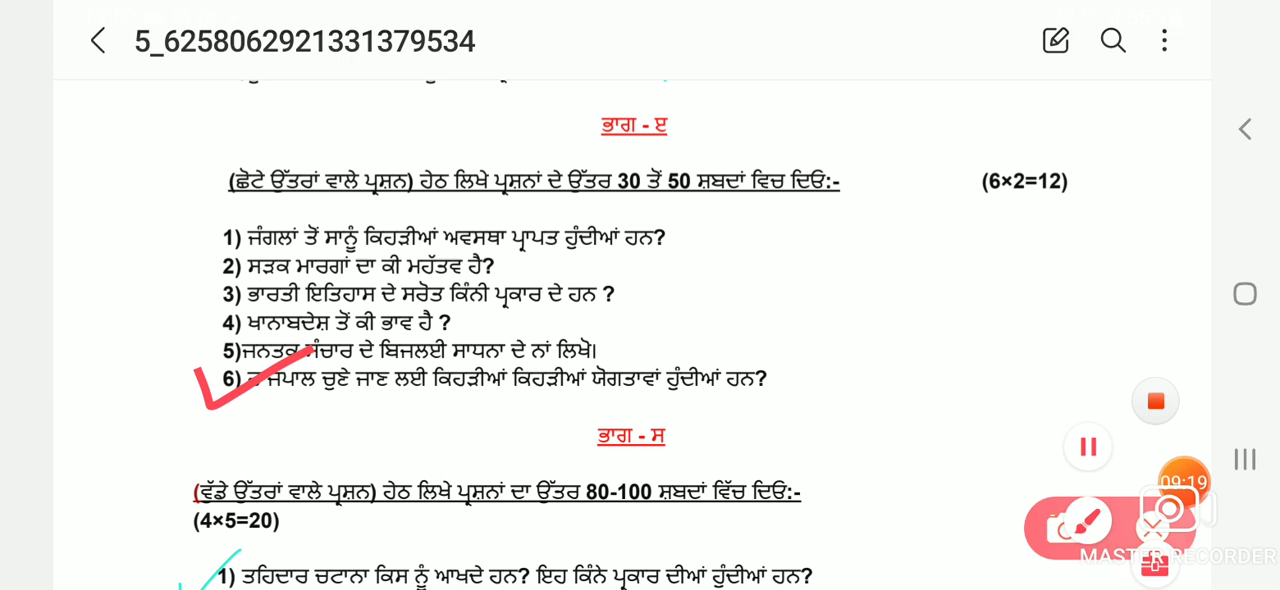 5_6258062921331379534
ਭਾਗ - ੲ
(ਛੋਟੇ ਉੱਤਰਾਂ ਵਾਲੇ ਪ੍ਰਸ਼ਨ) ਹੇਠ ਲਿਖੇ ਪ੍ਰਸ਼ਨਾਂ ਦੇ ਉੱਤਰ 30 ਤੋਂ 50 ਸ਼ਬਦਾਂ ਵਿਚ ਦਿਓ:- (6×2=12)
1) ਜੰਗਲਾਂ ਤੋਂ ਸਾਨੂੰ ਕਿਹੜੀਆਂ ਅਵਸਥਾ ਪ੍ਰਾਪਤ ਹੁੰਦੀਆਂ ਹਨ?
2) ਸੜਕ ਮਾਰਗਾਂ ਦਾ ਕੀ ਮਹੱਤਵ ਹੈ?
3) ਭਾਰਤੀ ਇਤਿਹਾਸ ਦੇ ਸਰੋਤ ਕਿੰਨੀ ਪ੍ਰਕਾਰ ਦੇ ਹਨ ?
4) ਖਾਨਾਬਦੇਸ਼ ਤੋਂ ਕੀ ਭਾਵ ਹੈ ?
5)ਜਨਤਕ ਸੰਚਾਰ ਦੇ ਬਿਜਲਈ ਸਾਧਨਾ ਦੇ ਨਾਂ ਲਿਖੋ।
6) ਰਾਜਪਾਲ ਚੁਣੇ ਜਾਣ ਲਈ ਕਿਹੜੀਆਂ ਕਿਹੜੀਆਂ ਯੋਗਤਾਵਾਂ ਹੁੰਦੀਆਂ ਹਨ?
ਭਾਗ - ਸ
(ਵੱਡੇ ਉੱਤਰਾਂ ਵਾਲੇ ਪ੍ਰਸ਼ਨ) ਹੇਠ ਲਿਖੇ ਪ੍ਰਸ਼ਨਾਂ ਦਾ ਉੱਤਰ 80-100 ਸ਼ਬਦਾਂ ਵਿੱਚ ਦਿਓ:-
(4×5=20)
09:19
MASTER RECORDER
1) ਤਹਿਦਾਰ ਚਟਾਨਾ ਕਿਸ ਨੂੰ ਆਖਦੇ ਹਨ? ਇਹ ਕਿੰਨੇ ਪ੍ਰਕਾਰ ਦੀਆਂ ਹੁੰਦੀਆਂ ਹਨ?